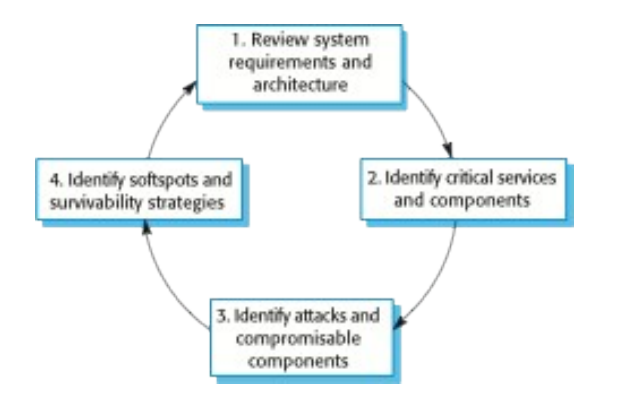 1. Review system
requirements and
architecture
2. Identify critical services
and components
3. Identify attacks and
compromisable
components
4. Identify softspots and
survivability strategies